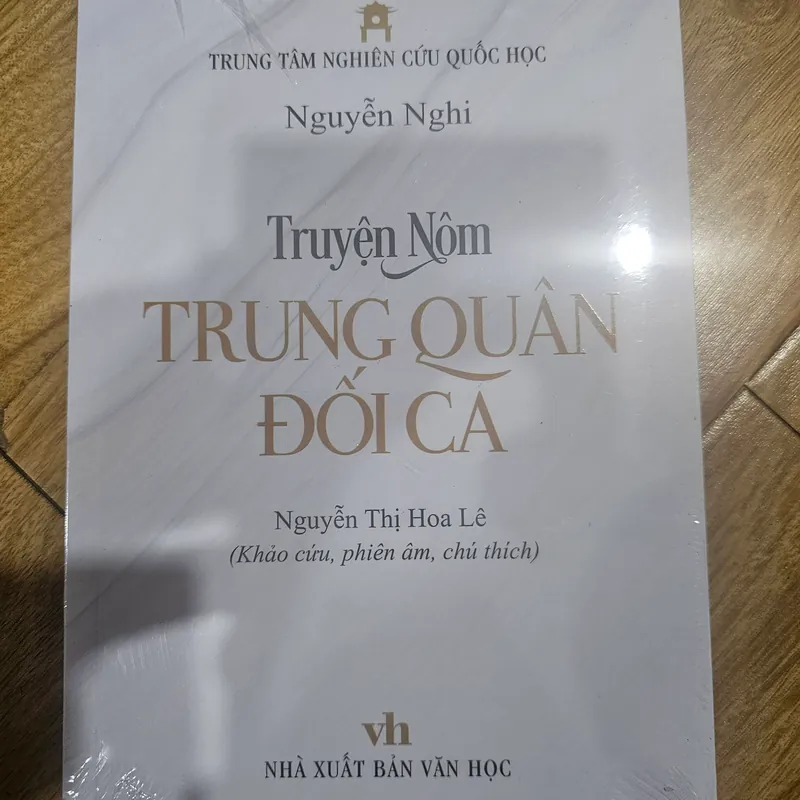 TRUNG TÂM NGHIÊN CỨU QUỐC HỌC
Nguyễn Nghi
Truyện Nôm
TRUNG QUÂN
ĐỐI CA
Nguyễn Thị Hoa Lê
(Khảo cứu, phiên âm, chú thích)
vh
NHÀ XUẤT BẢN VĂN HỌC